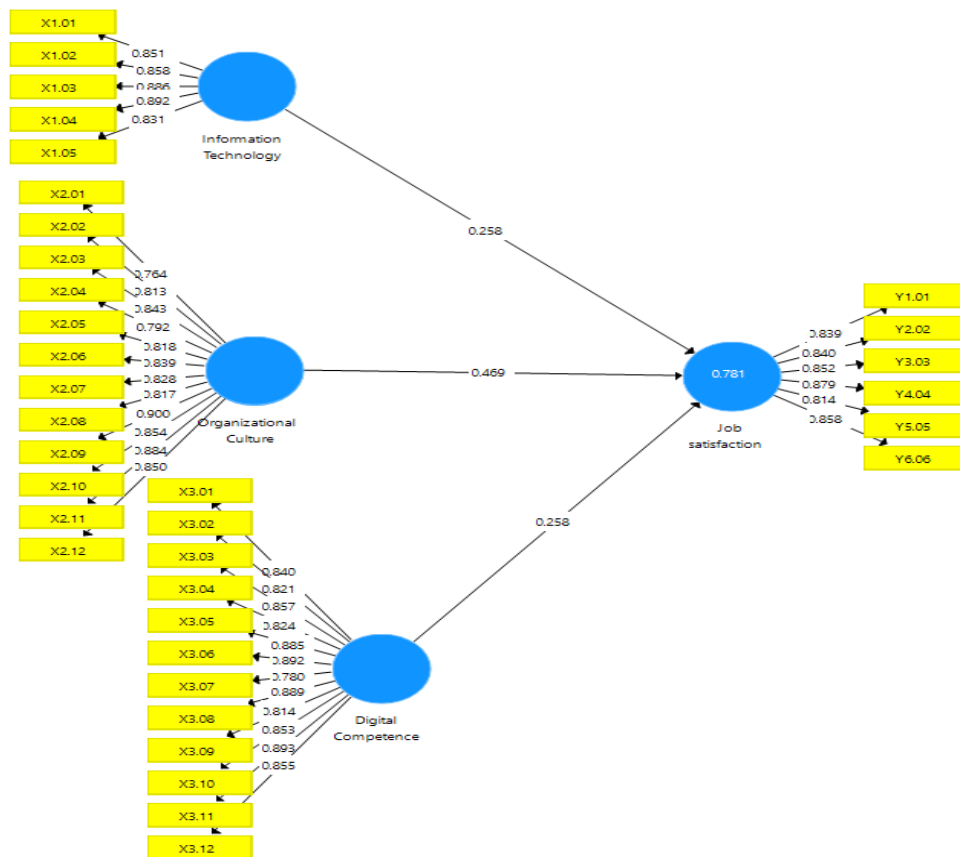 X1.01
X1.02
X1.03
X1.04
X1.05
0.851
0.858
0.886
0.892
0.831
Information
Technology
X2.01
X2.02
X2.03
X2.04
X2.05
X2.06
X2.07
X2.08
X2.09
X2.10
X2.11
X2.12
0.764
0.813
0.843
0.792
0.818
0.839
0.828
0.817
0.900
0.854
0.884
0.850
Organizational
Culture
X3.01
X3.02
X3.03
X3.04
X3.05
X3.06
X3.07
X3.08
X3.09
X3.10
X3.11
X3.12
0.840
0.821
0.857
0.824
0.885
0.892
0.780
0.889
0.814
0.853
0.893
0.855
Digital
Competence
0.258
0.469
0.258
0.781
Job
satisfaction
0.839
0.840
0.852
0.879
0.814
0.858
Y1.01
Y2.02
Y3.03
Y4.04
Y5.05
Y6.06